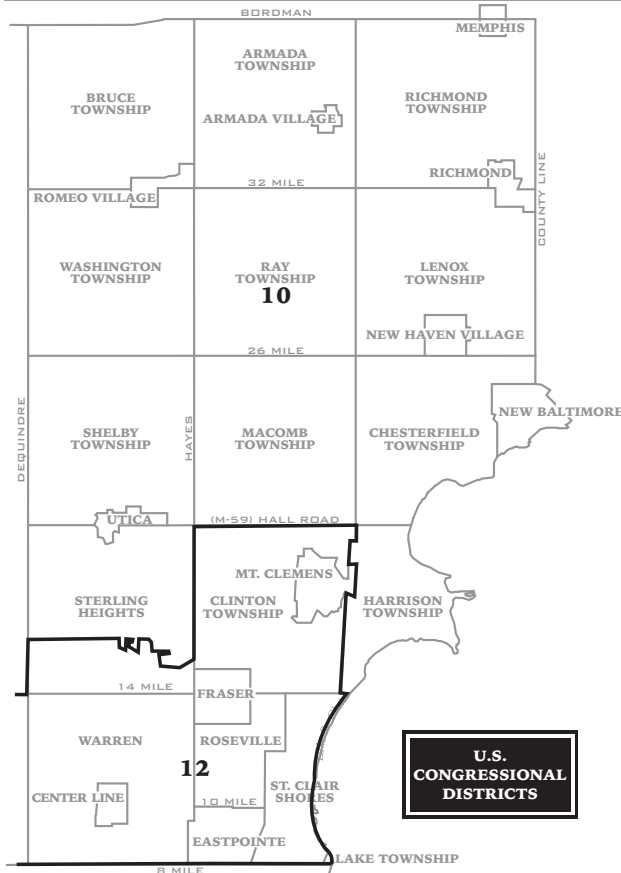 BORDMAN
MEMPHIS
ARMADA
TOWNSHIP
BRUCE
TOWNSHIP
RICHMOND
TOWNSHIP
ARMADA VILLAGE
COUNTY LINE
RICHMOND
32 MILE
ROMEO VILLAGE
WASHINGTON
TOWNSHIP
RAY
TOWNSHIP
10
LENOX
TOWNSHIP
NEW HAVEN VILLAGE
26 MILE
DEQUINDRE
HAYES
NEW BALTIMORE
SHELBY
TOWNSHIP
MACOMB
TOWNSHIP
CHESTERFIELD
TOWNSHIP
UTICA
(M-59) HALL ROAD
MT. CLEMENS
STERLING
HEIGHTS
CLINTON
TOWNSHIP
HARRISON
TOWNSHIP
14 MILE
FRASER
WARREN
ROSEVILLE
12
U.S.
CONGRESSIONAL
DISTRICTS
CENTER LINE
ST. CLAIR
SHORES
10 MILE
EASTPOINTE
LAKE TOWNSHIP
8 MILE